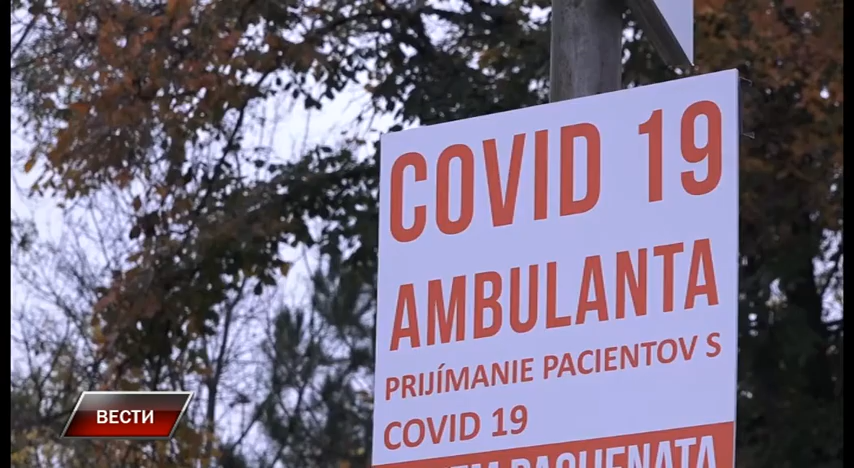 COVID 19
AMBULANTA
PRIJÍMANIE PACIENTOV S
COVID 19
ВЕСТИ